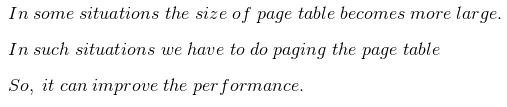 In some situations the size of page table becomes more large.
In such situations we have to do paging the page table
So, it can improve the performance.